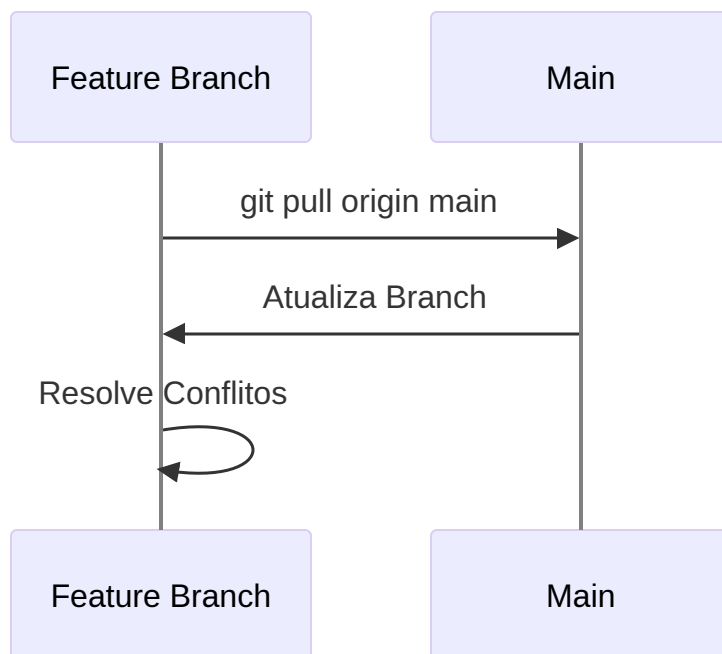 Feature Branch
Main
git pull origin main
Atualiza Branch
Resolve Conflitos
Feature Branch
Main